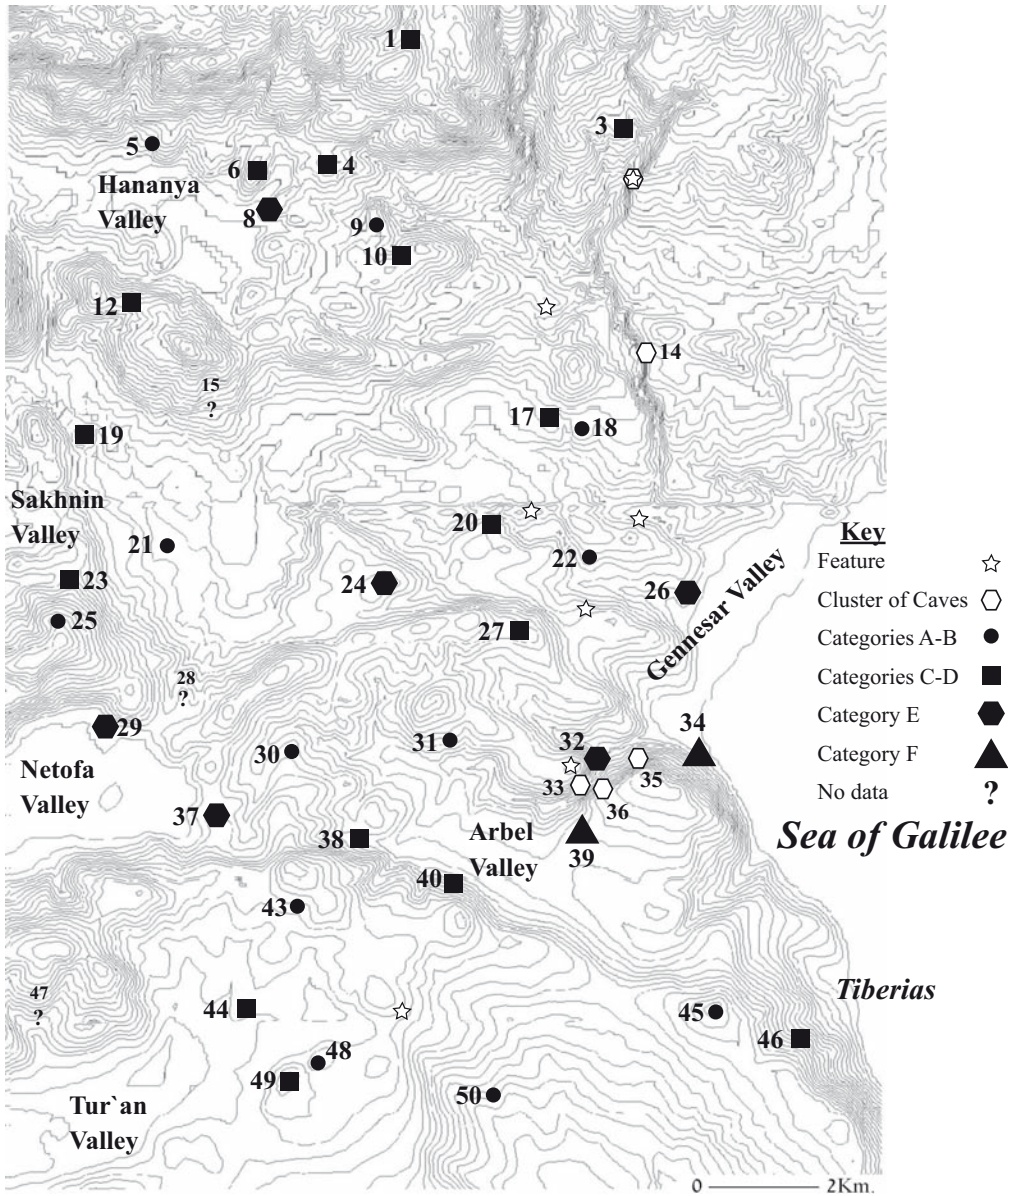 1
3
5
6
4
Hananya
Valley
8
9
10
12
14
15
?
17
18
19
Sakhnin
Valley
20
21
22
23
24
25
26
Gennesar Valley
27
28
?
29
30
31
32
33
34
35
36
Netofa
Valley
37
38
Arbel
Valley
39
40
43
44
45
46
47
?
48
49
50
Tiberias
Tur`an
Valley
Key
Feature
Cluster of Caves
Categories A-B
Categories C-D
Category E
Category F
No data ?
Sea of Galilee
0 2Km.